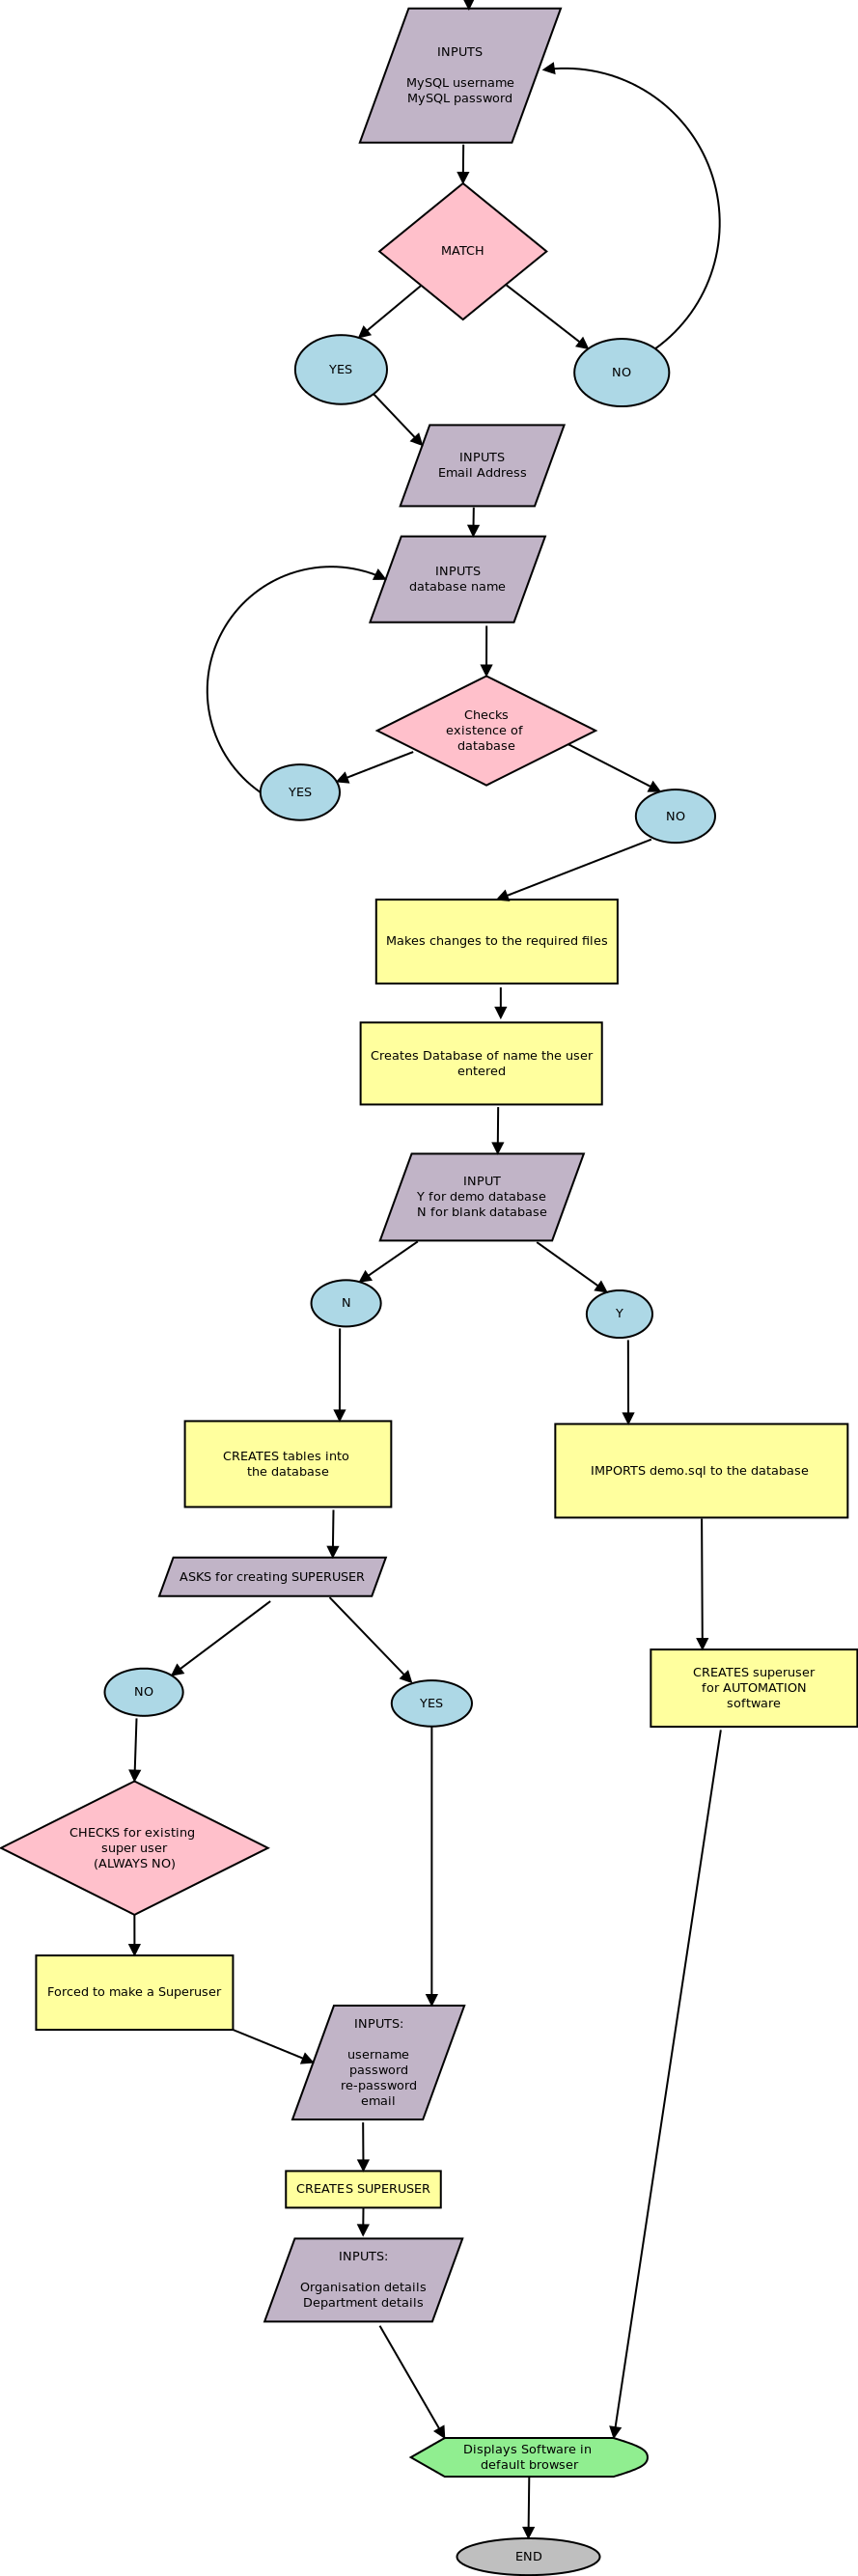 INPUTS
MySQL username
MySQL password
MATCH
YES
NO
INPUTS
Email Address
INPUTS
database name
Checks
existence of
database
YES
NO
Makes changes to the required files
Creates Database of name the user
entered
INPUT
Y for demo database
N for blank database
N
Y
CREATES tables into
the database
IMPORTS demo.sql to the database
ASKS for creating SUPERUSER
CREATES superuser
for AUTOMATION
software
NO
YES
CHECKS for existing
super user
(ALWAYS NO)
Forced to make a Superuser
INPUTS:
username
password
re-password
email
CREATES SUPERUSER
INPUTS:
Organisation details
Department details
Displays Software in
default browser
END